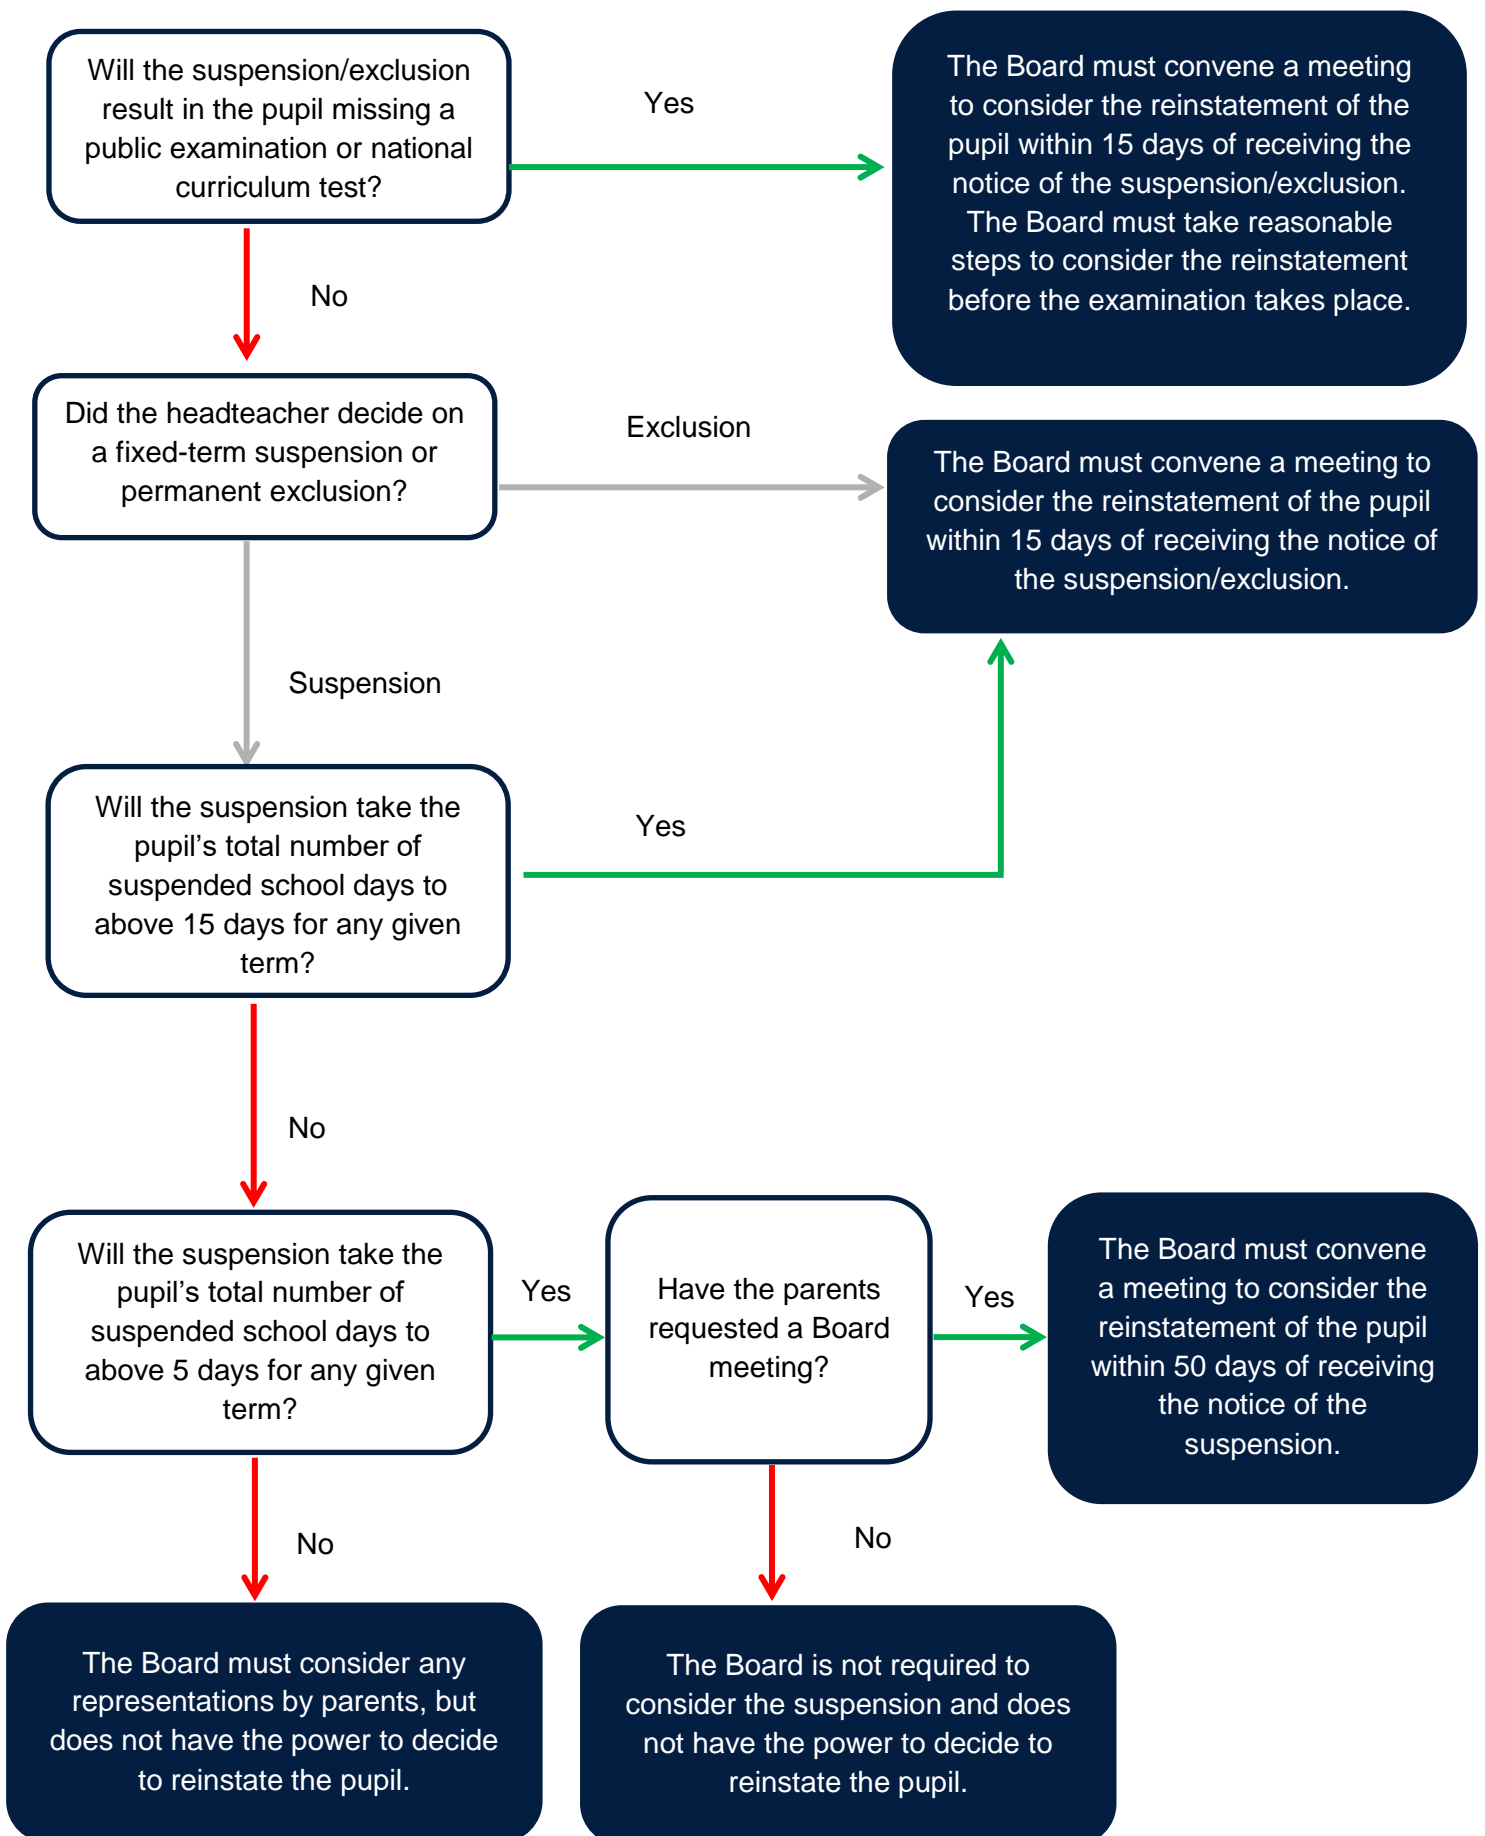 Will the suspension/exclusion
result in the pupil missing a
public examination or national
curriculum test?
Yes
The Board must convene a meeting
to consider the reinstatement of the
pupil within 15 days of receiving the
notice of the suspension/exclusion.
The Board must take reasonable
steps to consider the reinstatement
before the examination takes place.
No
Did the headteacher decide on
a fixed-term suspension or
permanent exclusion?
Exclusion
The Board must convene a meeting to
consider the reinstatement of the pupil
within 15 days of receiving the notice of
the suspension/exclusion.
Suspension
Will the suspension take the
pupil’s total number of
suspended school days to
above 15 days for any given
term?
Yes
No
Will the suspension take the
pupil’s total number of
suspended school days to
above 5 days for any given
term?
Yes
Have the parents
requested a Board
meeting?
Yes
The Board must convene
a meeting to consider the
reinstatement of the pupil
within 50 days of receiving
the notice of the
suspension.
No
No
The Board must consider any
representations by parents, but
does not have the power to decide
to reinstate the pupil.
The Board is not required to
consider the suspension and does
not have the power to decide to
reinstate the pupil.